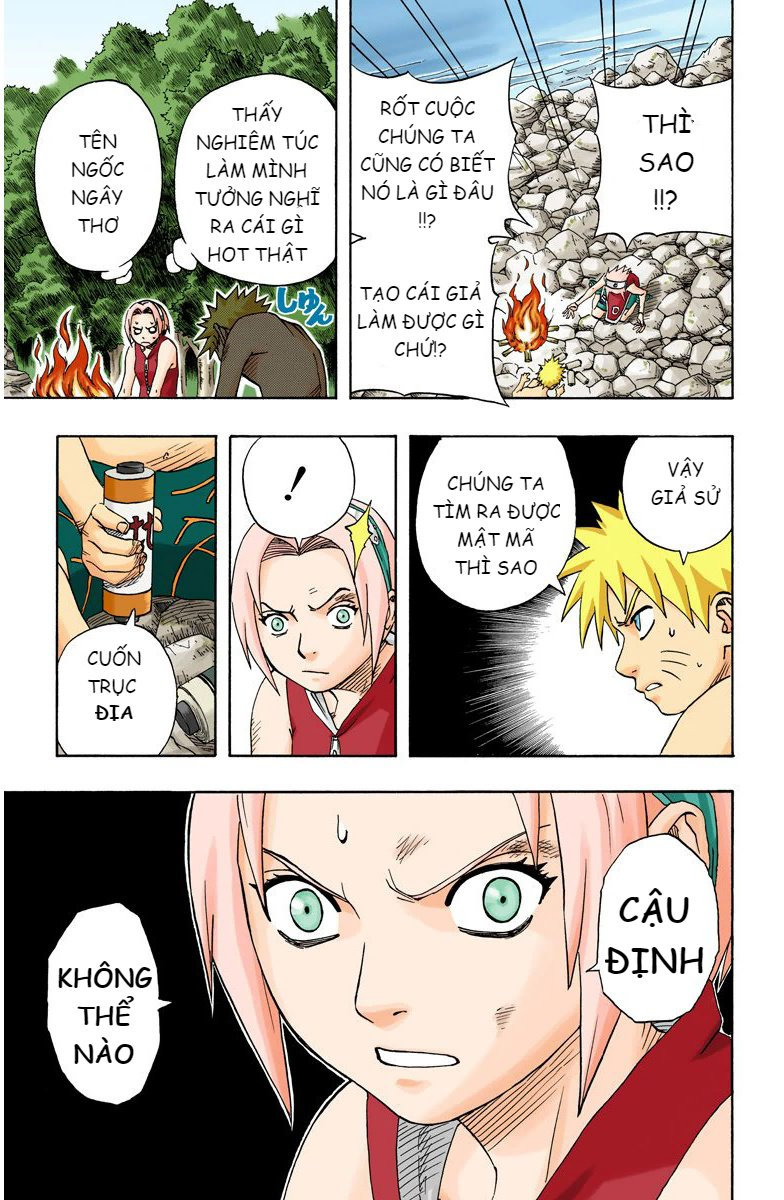 THÌ
SAO
!!?
RỐT CUỘC
CHÚNG TA
CŨNG CÓ BIẾT
NÓ LÀ GÌ ĐÂU
!!?
TẠO CÁI GIẢ
LÀM ĐƯỢC GÌ
CHỨ!?
THẤY
NGHIÊM TÚC
LÀM MÌNH
TƯỞNG NGHĨ
RA CÁI GÌ
HOT THẬT
TÊN
NGỐC
NGÂY
THƠ
しゅん
VẬY
GIẢ SỬ
CHÚNG TA
TÌM RA ĐƯỢC
MẬT MÃ
THÌ SAO
!
地
CUỐN
TRỤC
ĐỊA
CẬU
ĐỊNH
KHÔNG
THỂ
NÀO